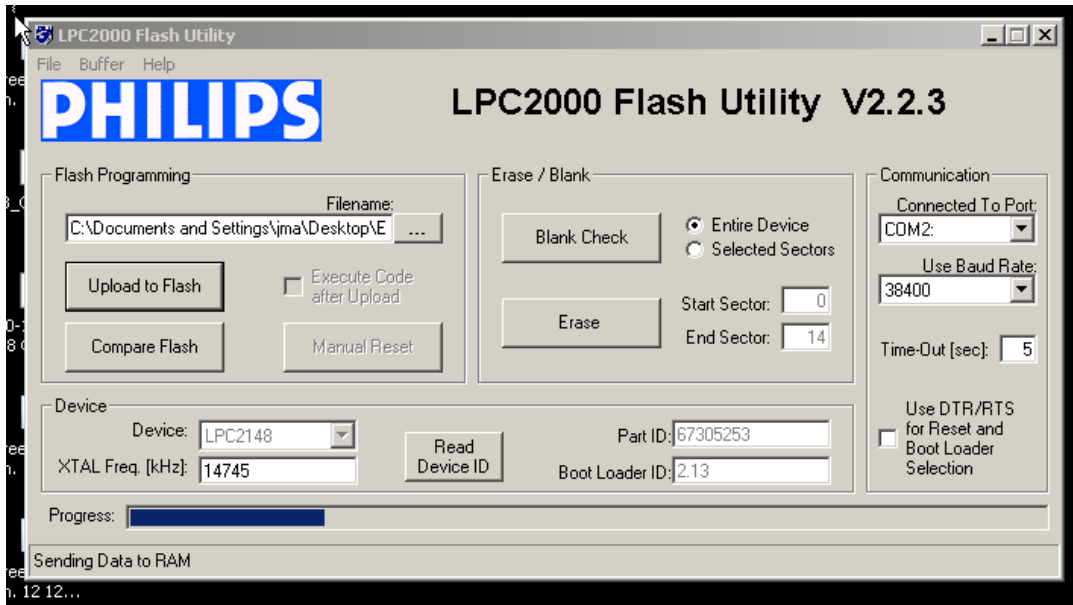 LPC2000 Flash Utility
File Buffer Help
PHILIPS
LPC2000 Flash Utility V2.2.3
Flash Programming
Filename:
C:\Documents and Settings\jma\Desktop\E ...
Upload to Flash
Execute Code
after Upload
Compare Flash
Manual Reset
Erase / Blank
Blank Check
Entire Device
Selected Sectors
Erase
Start Sector: 0
End Sector: 14
Communication
Connected To Port:
COM2:
Use Baud Rate:
38400
Time-Out [sec]: 5
Use DTR/RTS
for Reset and
Boot Loader
Selection
Device
Device: LPC2148
XTAL Freq. [kHz]: 14745
Read
Device ID
Part ID: 67305253
Boot Loader ID: 2.13
Progress:
Sending Data to RAM
n. 12 12...